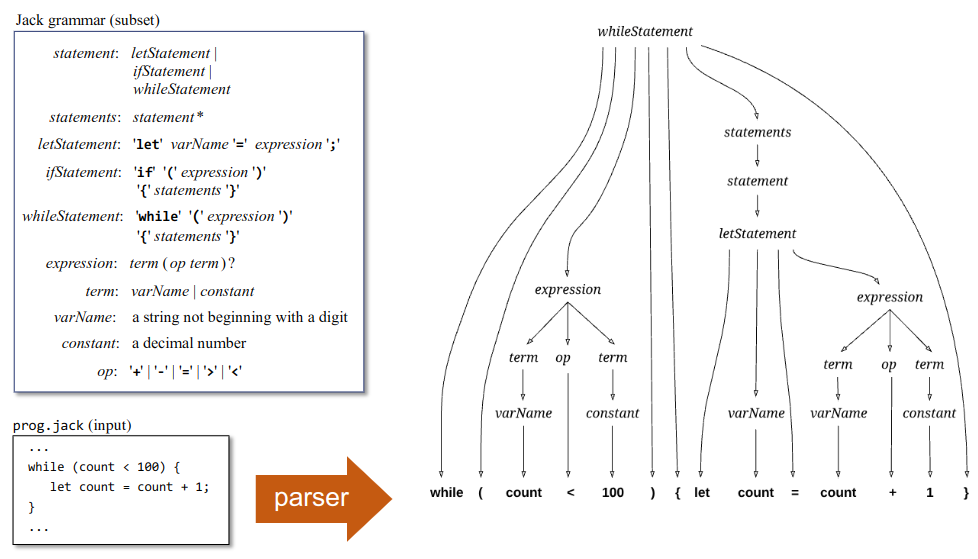 Jack grammar (subset)
statement: letStatement |
ifStatement |
whileStatement
statements: statement*
letStatement: 'let' varName '=' expression ';'
ifStatement: 'if' '(' expression ')'
'{' statements '}'
whileStatement: 'while' '(' expression ')'
'{' statements '}'
expression: term (op term)?
term: varName | constant
varName: a string not beginning with a digit
constant: a decimal number
op: '+' | '-' | '=' | '>' | '<'
prog.jack (input)
...
while (count < 100) {
let count = count + 1;
}
...
parser
whileStatement
statements
statement
letStatement
expression
expression
term op term
term op term
varName constant
varName varName constant
while ( count < 100 ) { let count = count + 1 }